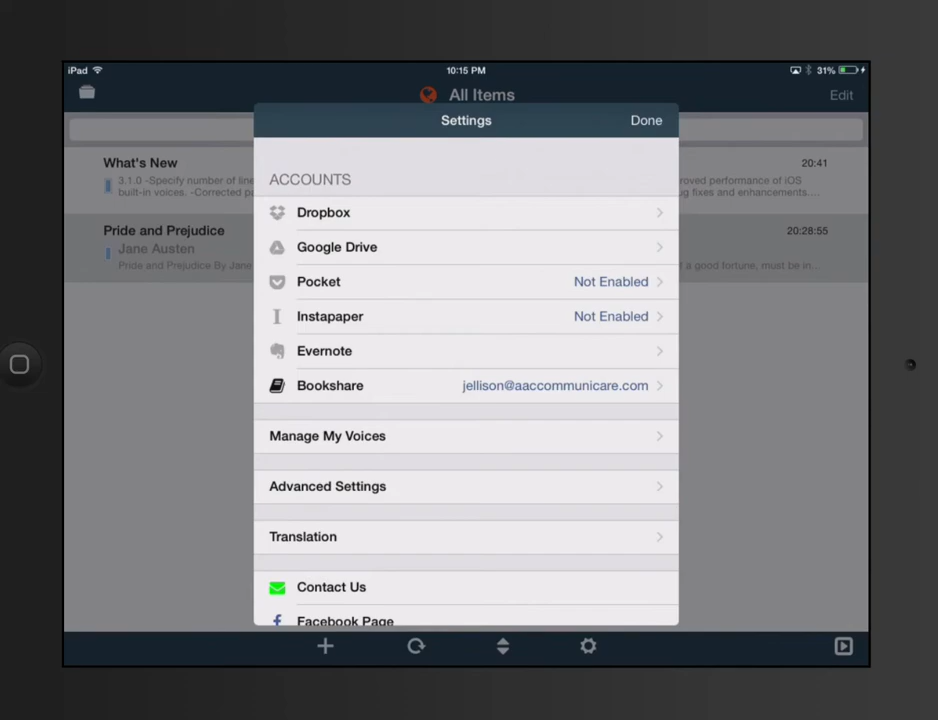 iPad
10:15 PM
31%
All Items
Edit
Settings
Done
What's New
20:41
3.1.0 -Specify number of line
roved performance of iOS
built-in voices. -Corrected pa
ug fixes and enhancements....
Pride and Prejudice
20:28:55
Jane Austen
Pride and Prejudice By Jane
a good fortune, must be in...
ACCOUNTS
Dropbox
Google Drive
Pocket
Not Enabled
Instapaper
Not Enabled
Evernote
Bookshare
jellison@aaccommunicare.com
Manage My Voices
Advanced Settings
Translation
Contact Us
Facebook Page